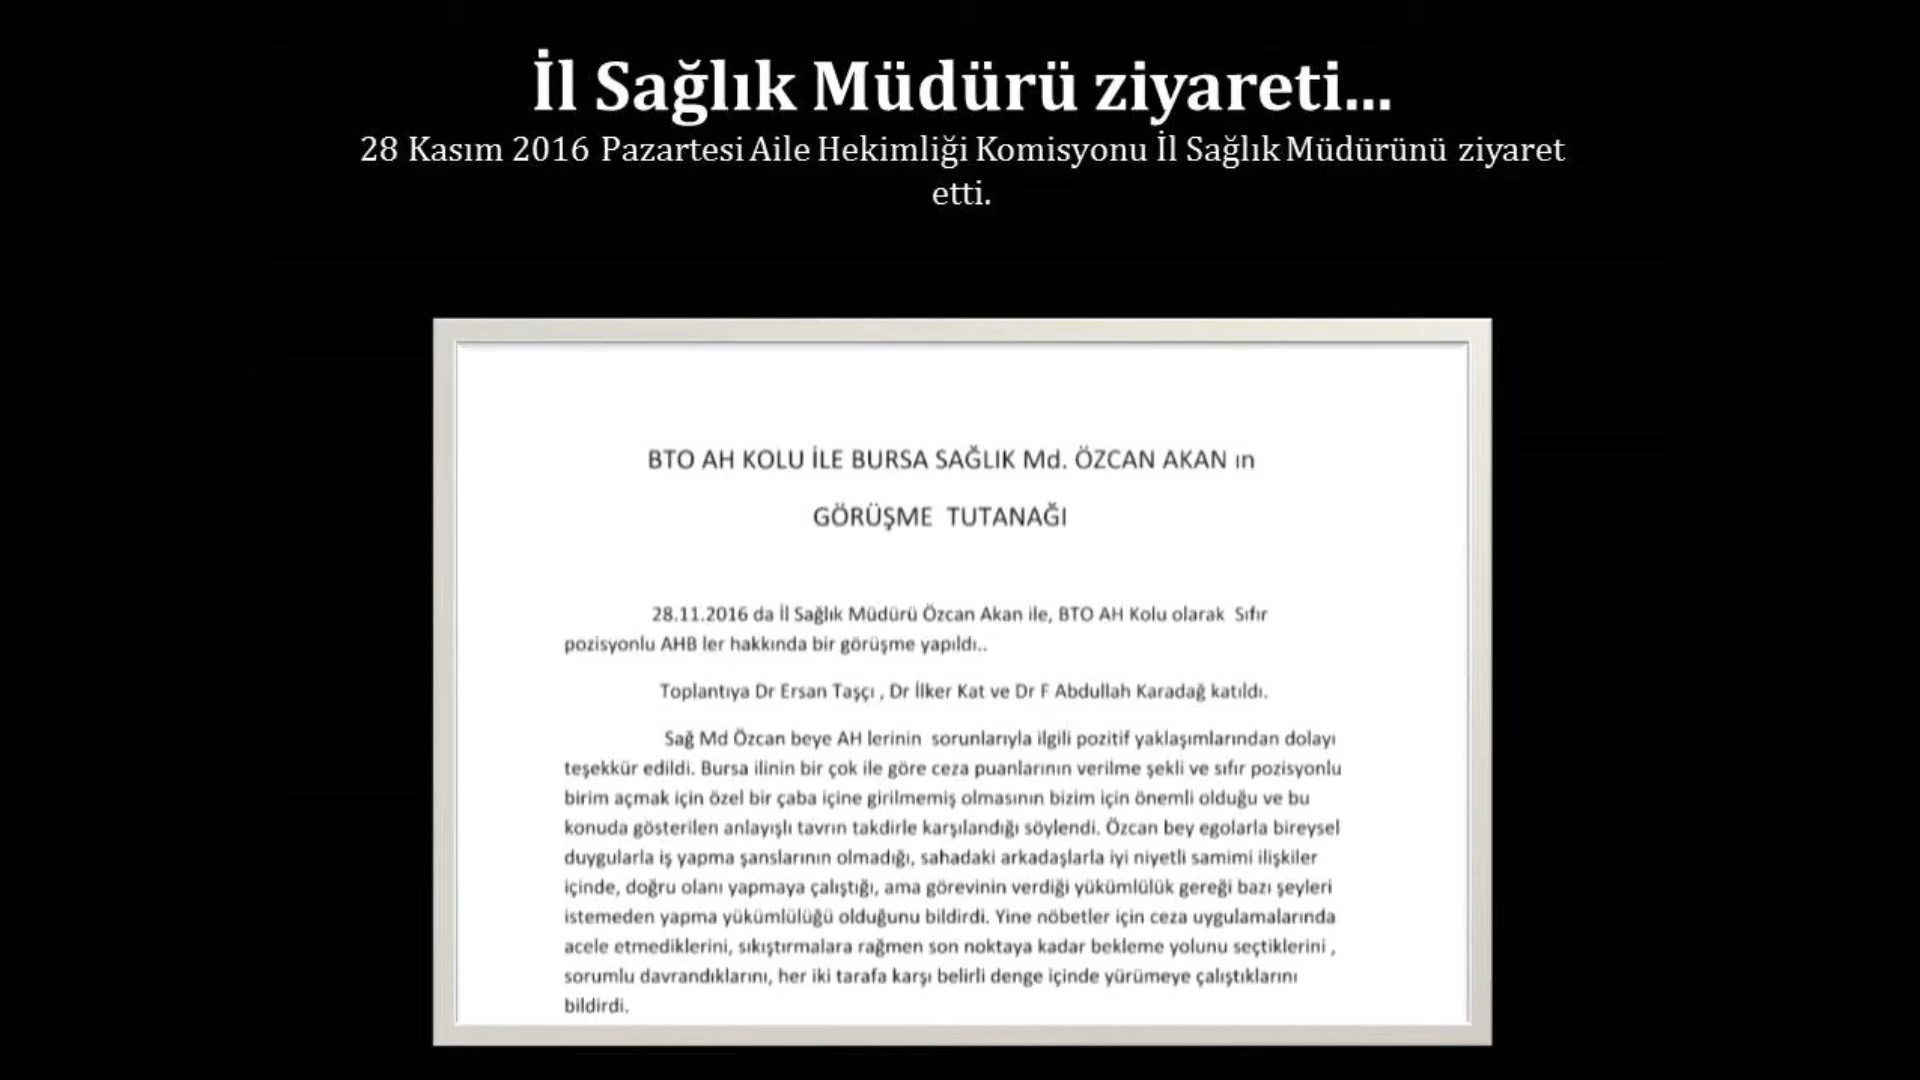 İl Sağlık Müdürü ziyareti...
28 Kasım 2016 Pazartesi Aile Hekimliği Komisyonu İl Sağlık Müdürünü ziyaret
etti.
BTO AH KOLU İLE BURSA SAĞLIK Md. ÖZCAN AKAN ın
GÖRÜŞME TUTANAĞI
28.11.2016 da İl Sağlık Müdürü Özcan Akan ile, BTO AH Kolu olarak Sıfır
pozisyonlu AHB ler hakkında bir görüşme yapıldı..
Toplantıya Dr Ersan Taşçı , Dr İlker Kat ve Dr F Abdullah Karadağ katıldı.
Sağ Md Özcan beye AH lerinin sorunlarıyla ilgili pozitif yaklaşımlarından dolayı
teşekkür edildi. Bursa ilinin bir çok ile göre ceza puanlarının verilme şekli ve sıfır pozisyonlu
birim açmak için özel bir çaba içine girilmemiş olmasının bizim için önemli olduğu ve bu
konuda gösterilen anlayışlı tavrın takdirle karşılandığı söylendi. Özcan bey egolarla bireysel
duygularla iş yapma şanslarının olmadığı, sahadaki arkadaşlarla iyi niyetli samimi ilişkiler
içinde, doğru olanı yapmaya çalıştığı, ama görevinin verdiği yükümlülük gereği bazı şeyleri
istemeden yapma yükümlülüğü olduğunu bildirdi. Yine nöbetler için ceza uygulamalarında
acele etmediklerini, sıkıştırmalara rağmen son noktaya kadar bekleme yolunu seçtiklerini ,
sorumlu davrandıklarını, her iki tarafa karşı belirli denge içinde yürümeye çalıştıklarını
bildirdi.